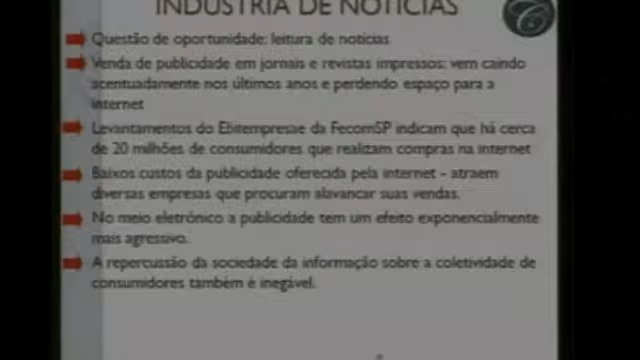 INDÚSTRIA DE NOTÍCIAS
Questão de oportunidade: leitura de notícias
Venda de publicidade em jornais e revistas impressos: vem caindo
acentuadamente nos últimos anos e perdendo espaço para a
internet
Levantamentos do Ebitempresa e da FecomSP indicam que há cerca
de 20 milhões de consumidores que realizam compras na internet
Baixos custos da publicidade oferecida pela internet - atraem
diversas empresas que procuram alavancar suas vendas.
No meio eletrônico a publicidade tem um efeito exponencialmente
mais agressivo.
A repercussão da sociedade da informação sobre a coletividade de
consumidores também é inegável.